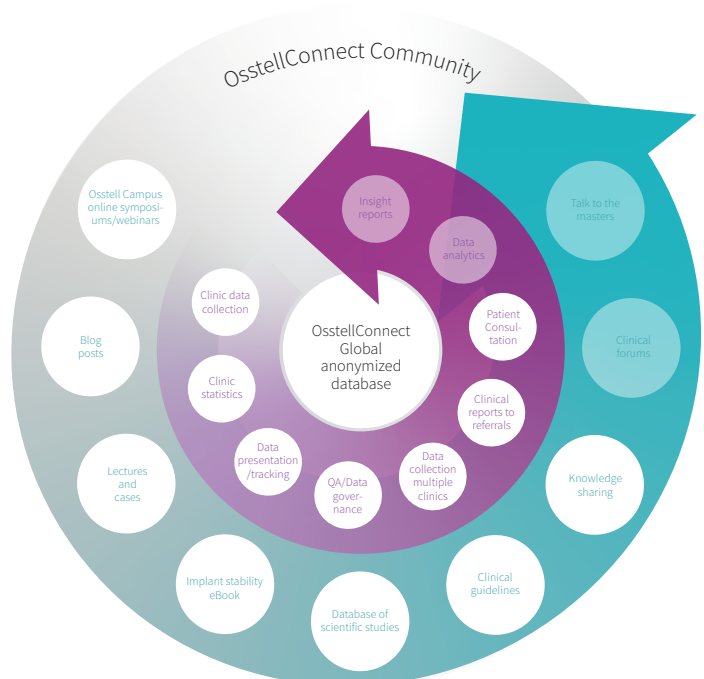 OsstellConnect Community
Osstell Campus
online symposi-
ums/webinars
Blog
posts
Lectures
and
cases
Implant stability
eBook
Database of
scientific studies
Clinical
guidelines
Knowledge
sharing
Clinical
forums
Talk to the
masters
Clinic data
collection
Clinic
statistics
Data
presentation
/tracking
QA/Data
gover-
nance
Data
collection
multiple
clinics
Clinical
reports to
referrals
Patient
Consul-
tation
Data
analytics
Insight
reports
OsstellConnect
Global
anonymized
database